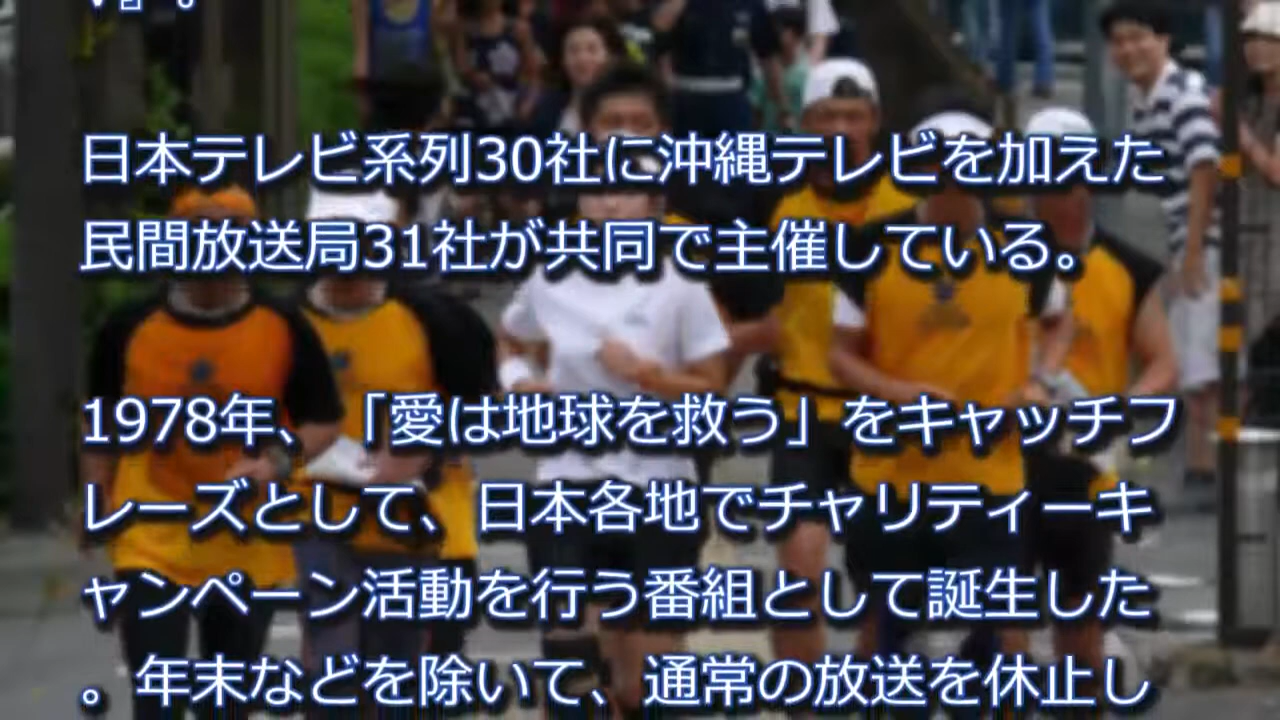 日本テレビ系列30社に沖縄テレビを加えた
民間放送局31社が共同で主催している。
1978年、「愛は地球を救う」をキャッチフ
レーズとして、日本各地でチャリティーキ
ャンペーン活動を行う番組として誕生した
。年末などを除いて、通常の放送を休止し